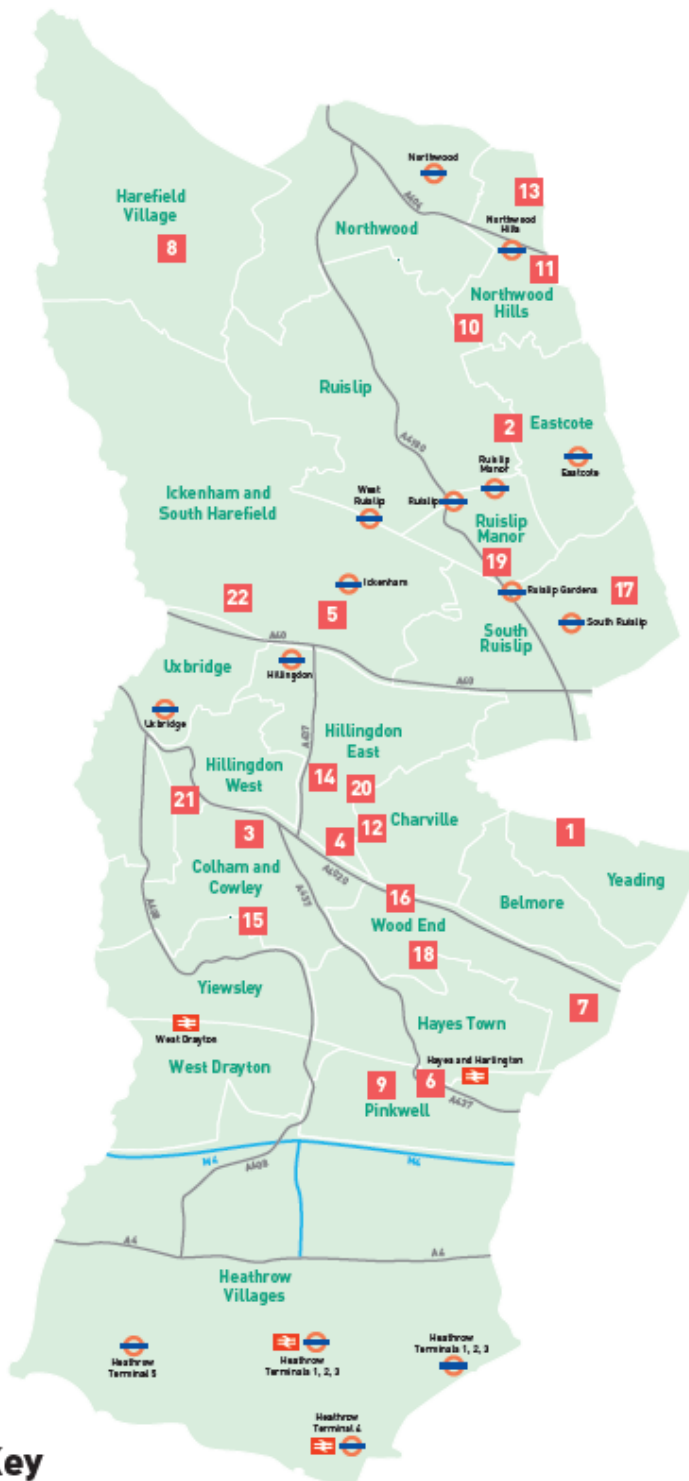 Northwood
13
Harefield
Village
A404
Northwood
Hills
Northwood
8
11
Northwood
Hills
10
Ruislip
2
Eastcote
A4180
Ruislip
Manor
Eastcote
West
Ruislip
Ruislip
Ickenham and
South Harefield
Ruislip
Manor
19
Ickenham
Ruislip Gardens
17
22
5
South Ruislip
South
Ruislip
A40
Uxbridge
Hillingdon
A40
Uxbridge
A437
Hillingdon
East
Hillingdon
West
14
20
21
12
Charville
1
3
4
Colham and
Cowley
A4020
Yeading
A408
A437
16
Belmore
15
Wood End
18
Yiewsley
7
Hayes Town
West Drayton
Hayes and Harlington
West Drayton
9
6
Pinkwell
A437
M4
A408
M4
A4
A4
Heathrow
Villages
Heathrow
Terminal 5
Heathrow
Terminals 1, 2, 3
Heathrow
Terminals 1, 2, 3
Heathrow
Terminal 4
Key